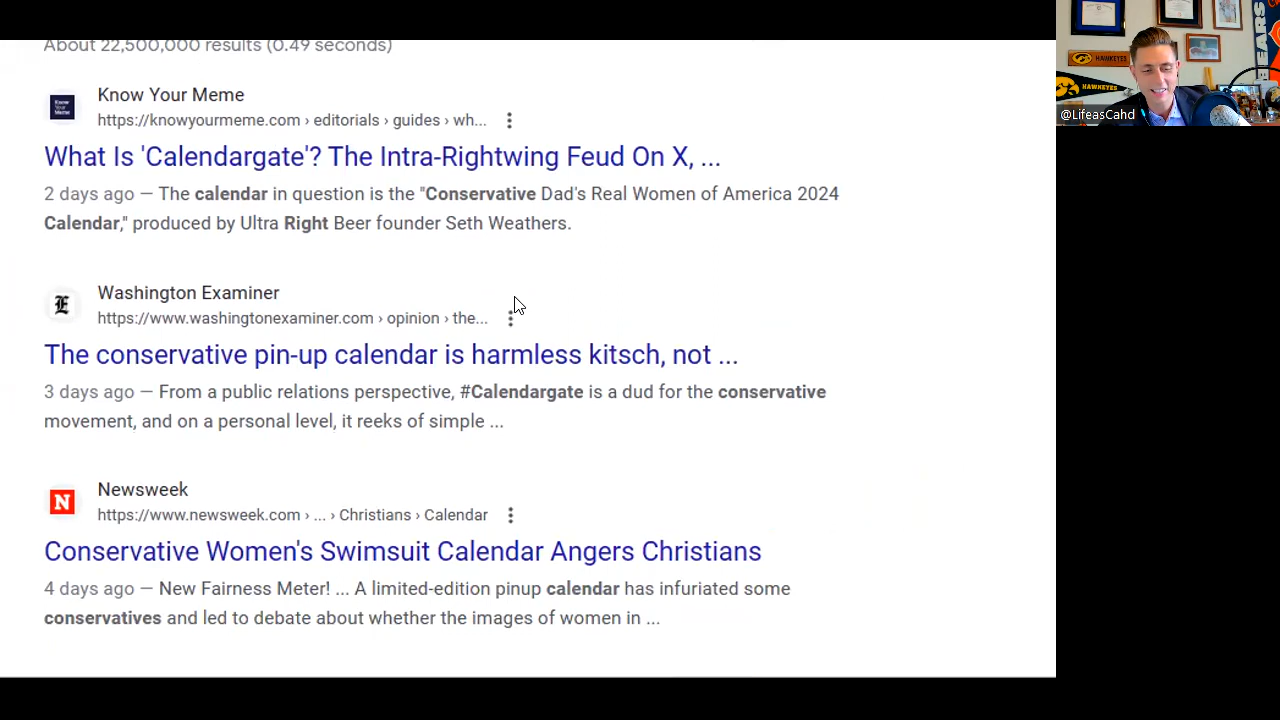 About 22,500,000 results (0.49 seconds)
Know Your Meme
https://knowyourmeme.com › editorials › guides › wh...
What Is 'Calendargate'? The Intra-Rightwing Feud On X, ...
2 days ago — The calendar in question is the "Conservative Dad's Real Women of America 2024
Calendar," produced by Ultra Right Beer founder Seth Weathers.
Washington Examiner
https://www.washingtonexaminer.com › opinion › the...
The conservative pin-up calendar is harmless kitsch, not ...
3 days ago — From a public relations perspective, #Calendargate is a dud for the conservative
movement, and on a personal level, it reeks of simple ...
N
Newsweek
https://www.newsweek.com › ... › Christians › Calendar
Conservative Women's Swimsuit Calendar Angers Christians
4 days ago — New Fairness Meter! ... A limited-edition pinup calendar has infuriated some
conservatives and led to debate about whether the images of women in ...
HAWKEYES
HAWKEYES
BEARS
@LifeasCahd